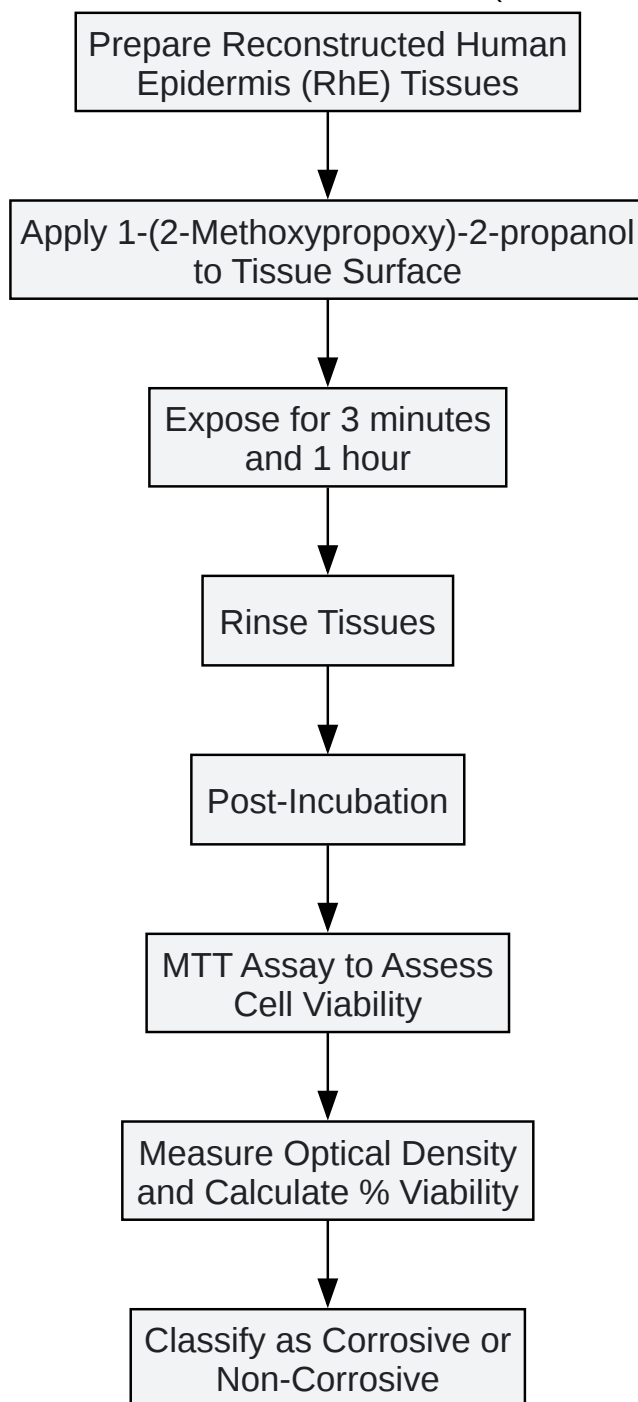 Prepare Reconstructed Human
Epidermis (RhE) Tissues
Apply 1-(2-Methoxypropoxy)-2-propanol
to Tissue Surface
Expose for 3 minutes
and 1 hour
Rinse Tissues
Post-Incubation
MTT Assay to Assess
Cell Viability
Measure Optical Density
and Calculate % Viability
Classify as Corrosive or
Non-Corrosive